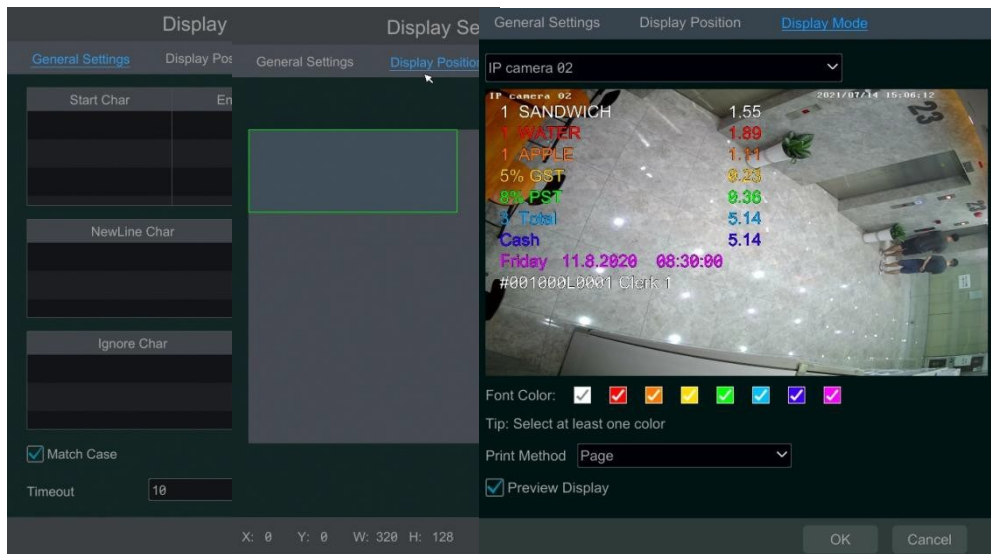 Display
General Settings Display Pos
Start Char En
NewLine Char
Ignore Char
Match Case
Timeout 10
Display Se
General Settings Display Position
X: 0 Y: 0 W: 320 H: 128
General Settings Display Position Display Mode
IP camera 02
IP camera 02 2021/07/14 15:06:12
1 SANDWICH 1.55
1 WATER 1.89
1 APPLE 1.11
5% GST 0.23
8% PST 0.36
3 Total 5.14
Cash 5.14
Friday 11.8.2020 08:30:00
#001000L0001 Clerk 1
23
Font Color:
Tip: Select at least one color
Print Method Page
Preview Display
OK Cancel